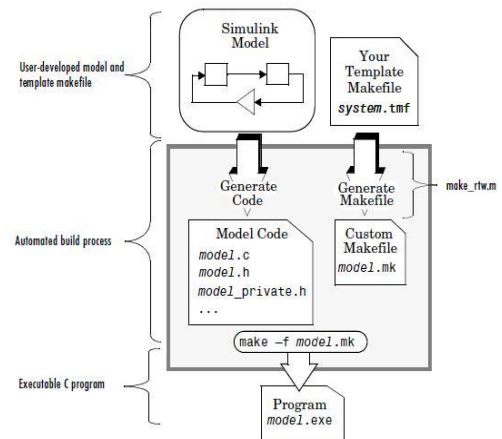 User-developed model and
template makefile
Simulink
Model
Your
Template
Makefile
system.tmf
Automated build process
Generate
Code
Generate
Makefile
make_rtw.m
Model Code
model.c
model.h
model_private.h
...
Custom
Makefile
model.mk
make –f model.mk
Executable C program
Program
model.exe